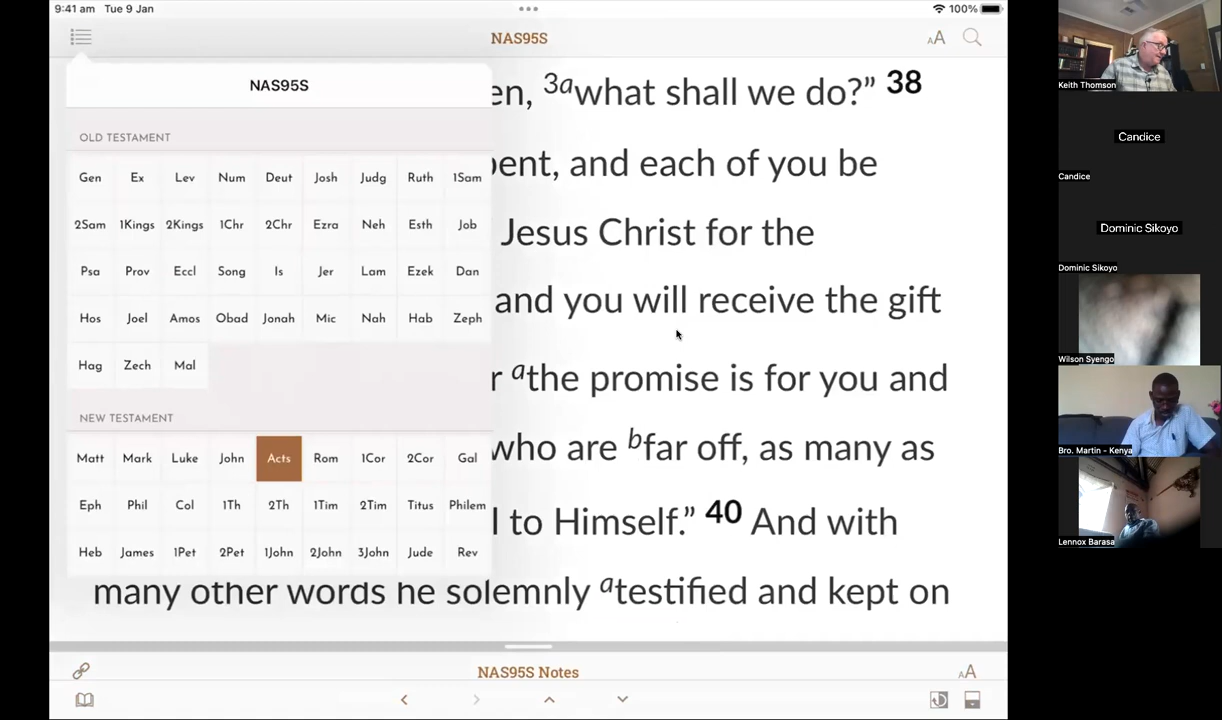 9:41 am Tue 9 Jan
100%
NAS95S
AA
NAS95S
OLD TESTAMENT
Gen Ex Lev Num Deut Josh Judg Ruth 1Sam
2Sam 1Kings 2Kings 1Chr 2Chr Ezra Neh Esth Job
Psa Prov Eccl Song Is Jer Lam Ezek Dan
Hos Joel Amos Obad Jonah Mic Nah Hab Zeph
Hag Zech Mal
NEW TESTAMENT
Matt Mark Luke John Acts Rom 1Cor 2Cor Gal
Eph Phil Col 1Th 2Th 1Tim 2Tim Titus Philem
Heb James 1Pet 2Pet 1John 2John 3John Jude Rev
en, 3a what shall we do?” 38
ent, and each of you be
Jesus Christ for the
and you will receive the gift
r a the promise is for you and
who are b far off, as many as
l to Himself.” 40 And with
many other words he solemnly a testified and kept on
NAS95S Notes
AA
Keith Thomson
Candice
Candice
Dominic Sikoyo
Dominic Sikoyo
Wilson Syengo
Bro. Martin - Kenya
Lennox Barasa